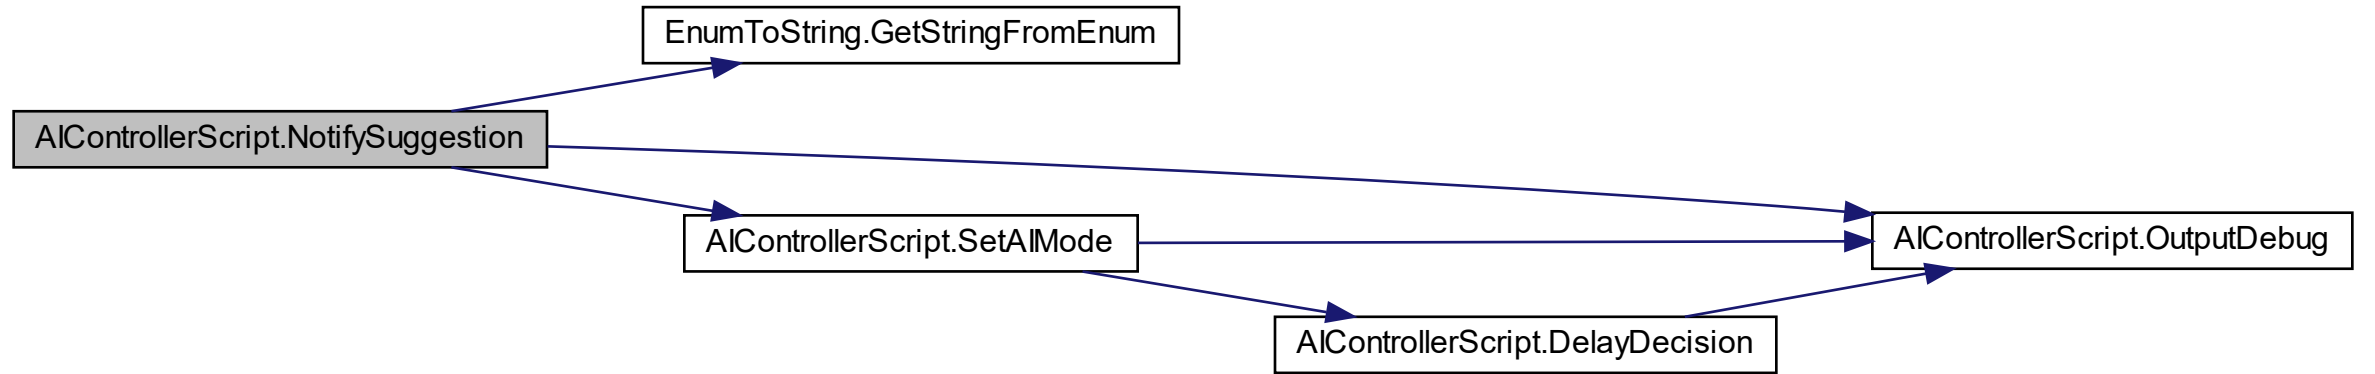 EnumToString.GetStringFromEnum
AIControllerScript.NotifySuggestion
AIControllerScript.SetAIMode
AIControllerScript.OutputDebug
AIControllerScript.DelayDecision